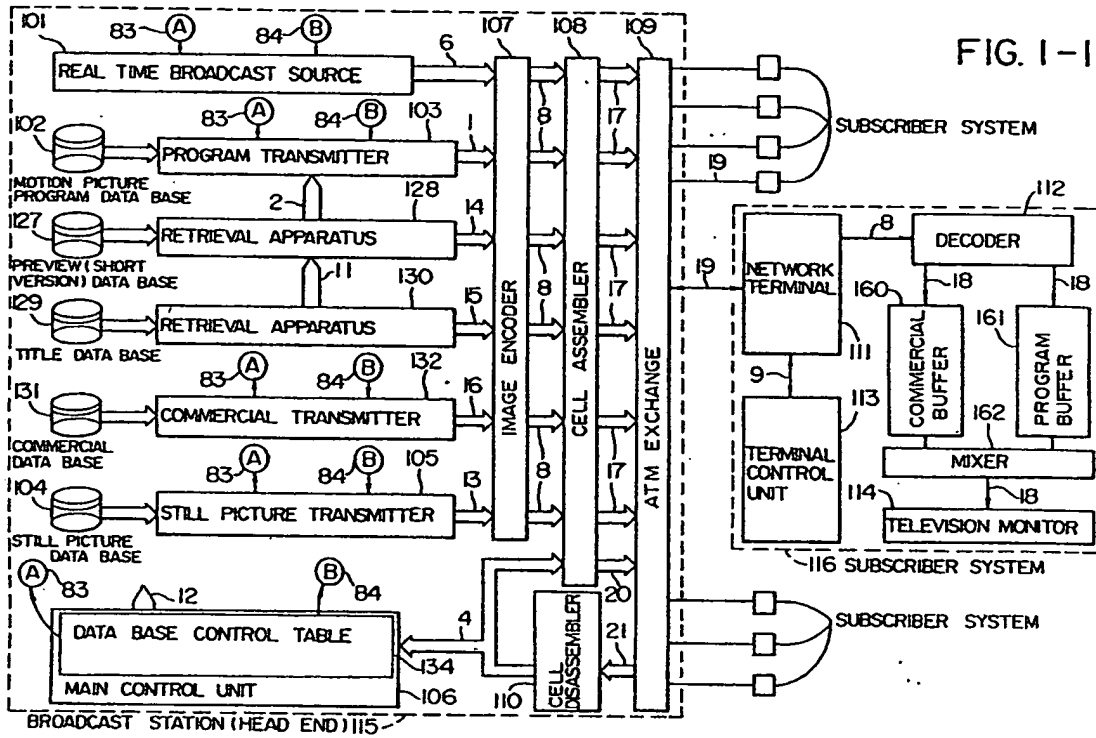 FIG. 1-1
101
83
A
84
B
6
107
108
109
REAL TIME BROADCAST SOURCE
8
17
102
83
A
84
B
103
1
8
17
PROGRAM TRANSMITTER
MOTION PICTURE
PROGRAM DATA BASE
2
128
127
14
RETRIEVAL APPARATUS
8
17
PREVIEW (SHORT
VERSION) DATA BASE
11
130
129
15
RETRIEVAL APPARATUS
8
17
TITLE DATA BASE
83
A
84
B
132
131
16
COMMERCIAL TRANSMITTER
8
17
COMMERCIAL
DATA BASE
83
A
84
B
105
104
13
STILL PICTURE TRANSMITTER
STILL PICTURE
DATA BASE
IMAGE ENCODER
CELL ASSEMBLER
ATM EXCHANGE
A
83
12
B
84
4
20
21
DATA BASE CONTROL TABLE
134
MAIN CONTROL UNIT
106
110
CELL
DISASSEMBLER
BROADCAST STATION (HEAD END) 115
SUBSCRIBER SYSTEM
19
19
112
8
DECODER
NETWORK
TERMINAL
18
18
160
161
111
COMMERCIAL
BUFFER
PROGRAM
BUFFER
9
113
162
TERMINAL CONTROL
UNIT
MIXER
18
114
TELEVISION MONITOR
116 SUBSCRIBER SYSTEM
SUBSCRIBER SYSTEM